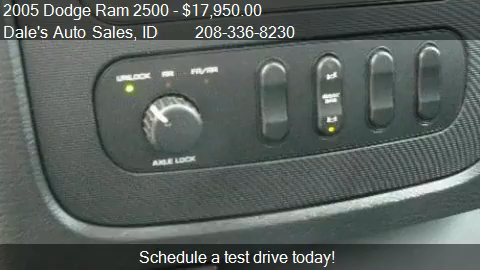 2005 Dodge Ram 2500 - $17,950.00
Dale's Auto Sales, ID 208-336-8230
UNLOCK RR FR/RR
AXLE LOCK
Schedule a test drive today!